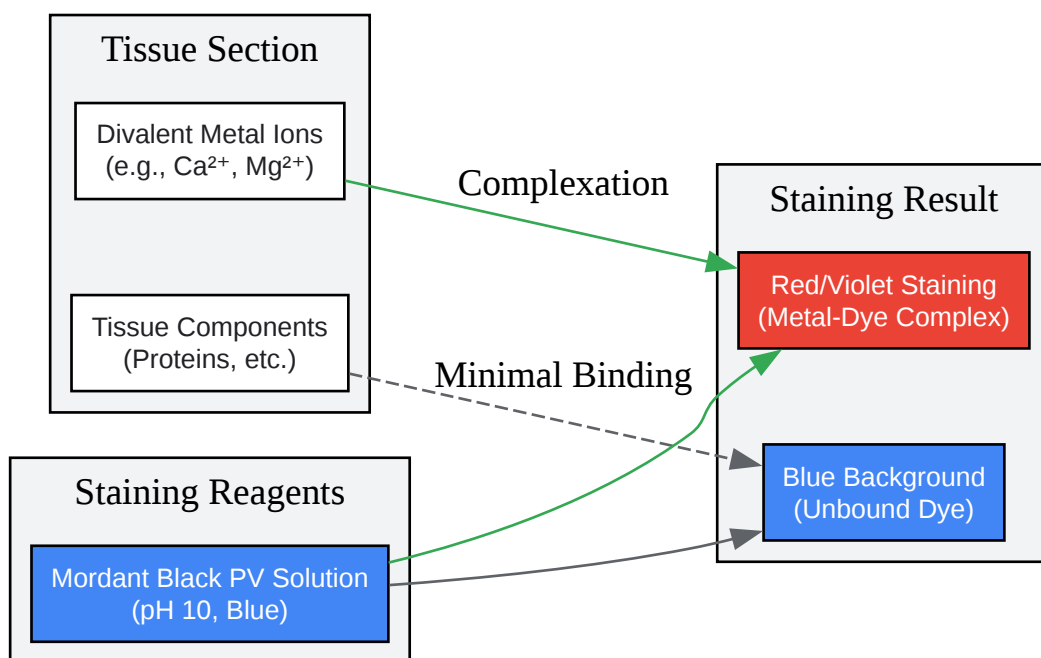 Tissue Section
Divalent Metal Ions
(e.g., Ca²⁺, Mg²⁺)
Tissue Components
(Proteins, etc.)
Staining Reagents
Mordant Black PV Solution
(pH 10, Blue)
Complexation
Minimal Binding
Staining Result
Red/Violet Staining
(Metal-Dye Complex)
Blue Background
(Unbound Dye)